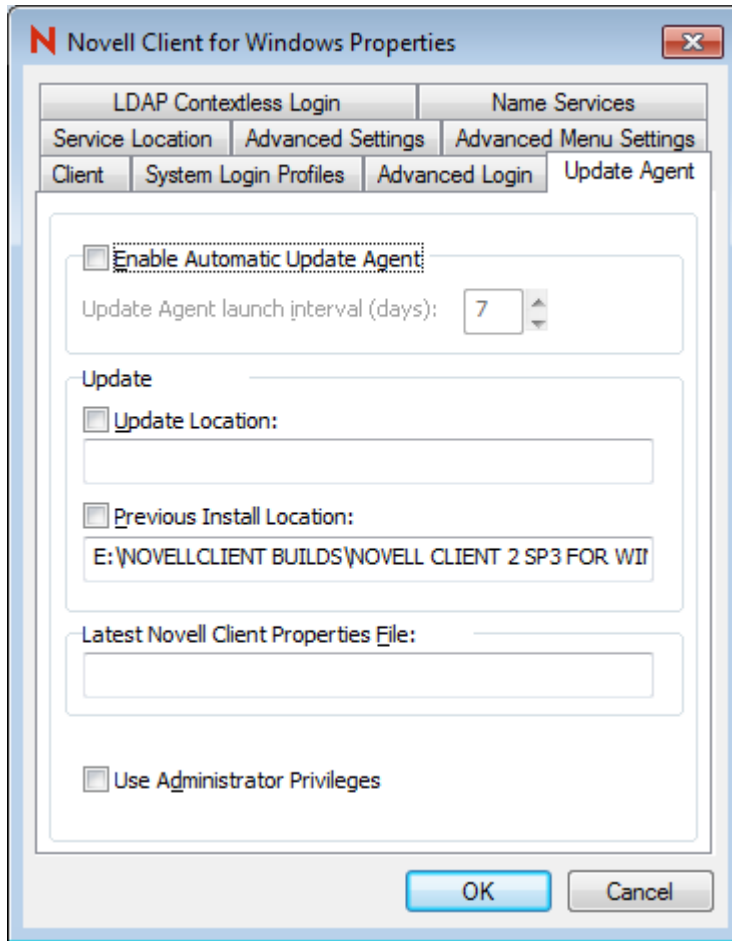 N Novell Client for Windows Properties
LDAP Contextless Login Name Services
Service Location Advanced Settings Advanced Menu Settings
Client System Login Profiles Advanced Login Update Agent
Enable Automatic Update Agent
Update Agent launch interval (days): 7
Update
Update Location:
Previous Install Location:
E:\NOVELLCLIENT BUILDS\NOVELL CLIENT 2 SP3 FOR WI
Latest Novell Client Properties File:
Use Administrator Privileges
OK Cancel